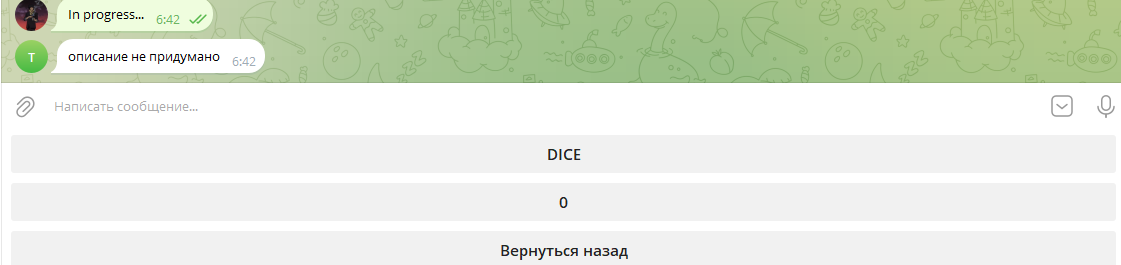 In progress... 6:42
T
описание не придумано 6:42
Написать сообщение...
DICE
0
Вернуться назад